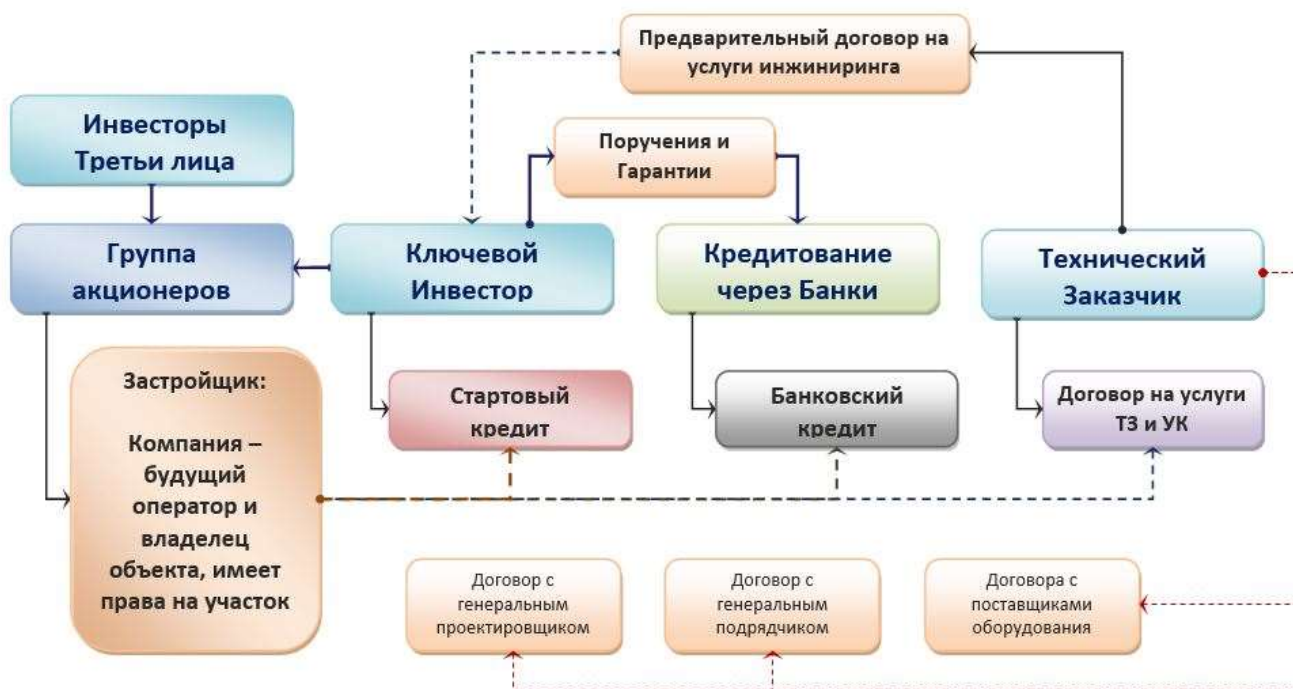 Предварительный договор на
услуги инжиниринга
Инвесторы
Третьи лица
Поручения и
Гарантии
Группа
акционеров
Ключевой
Инвестор
Кредитование
через Банки
Технический
Заказчик
Застройщик:
Компания –
будущий
оператор и
владелец
объекта, имеет
права на участок
Стартовый
кредит
Банковский
кредит
Договор на услуги
ТЗ и УК
Договор с
генеральным
проектировщиком
Договор с
генеральным
подрядчиком
Договора с
поставщиками
оборудования